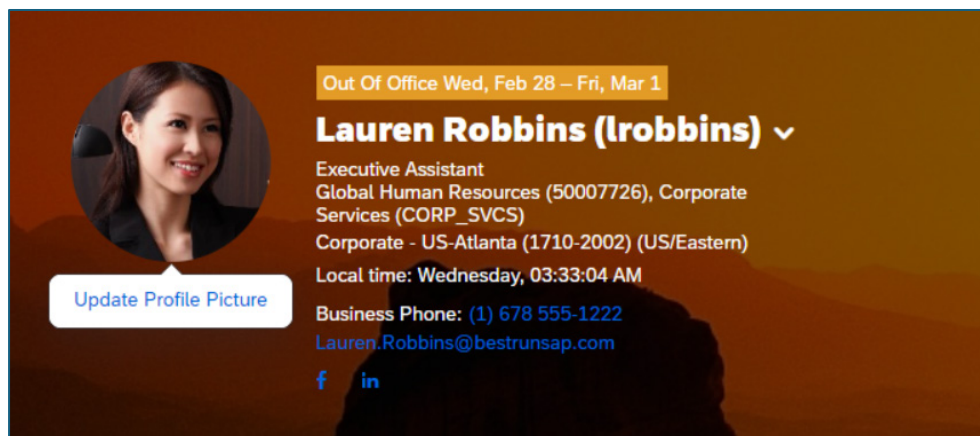 Out Of Office Wed, Feb 28 – Fri, Mar 1
Lauren Robbins (lrobbins)
Executive Assistant
Global Human Resources (50007726), Corporate
Services (CORP_SVCS)
Corporate - US-Atlanta (1710-2002) (US/Eastern)
Local time: Wednesday, 03:33:04 AM
Update Profile Picture
Business Phone: (1) 678 555-1222
Lauren.Robbins@bestrunsap.com
f in